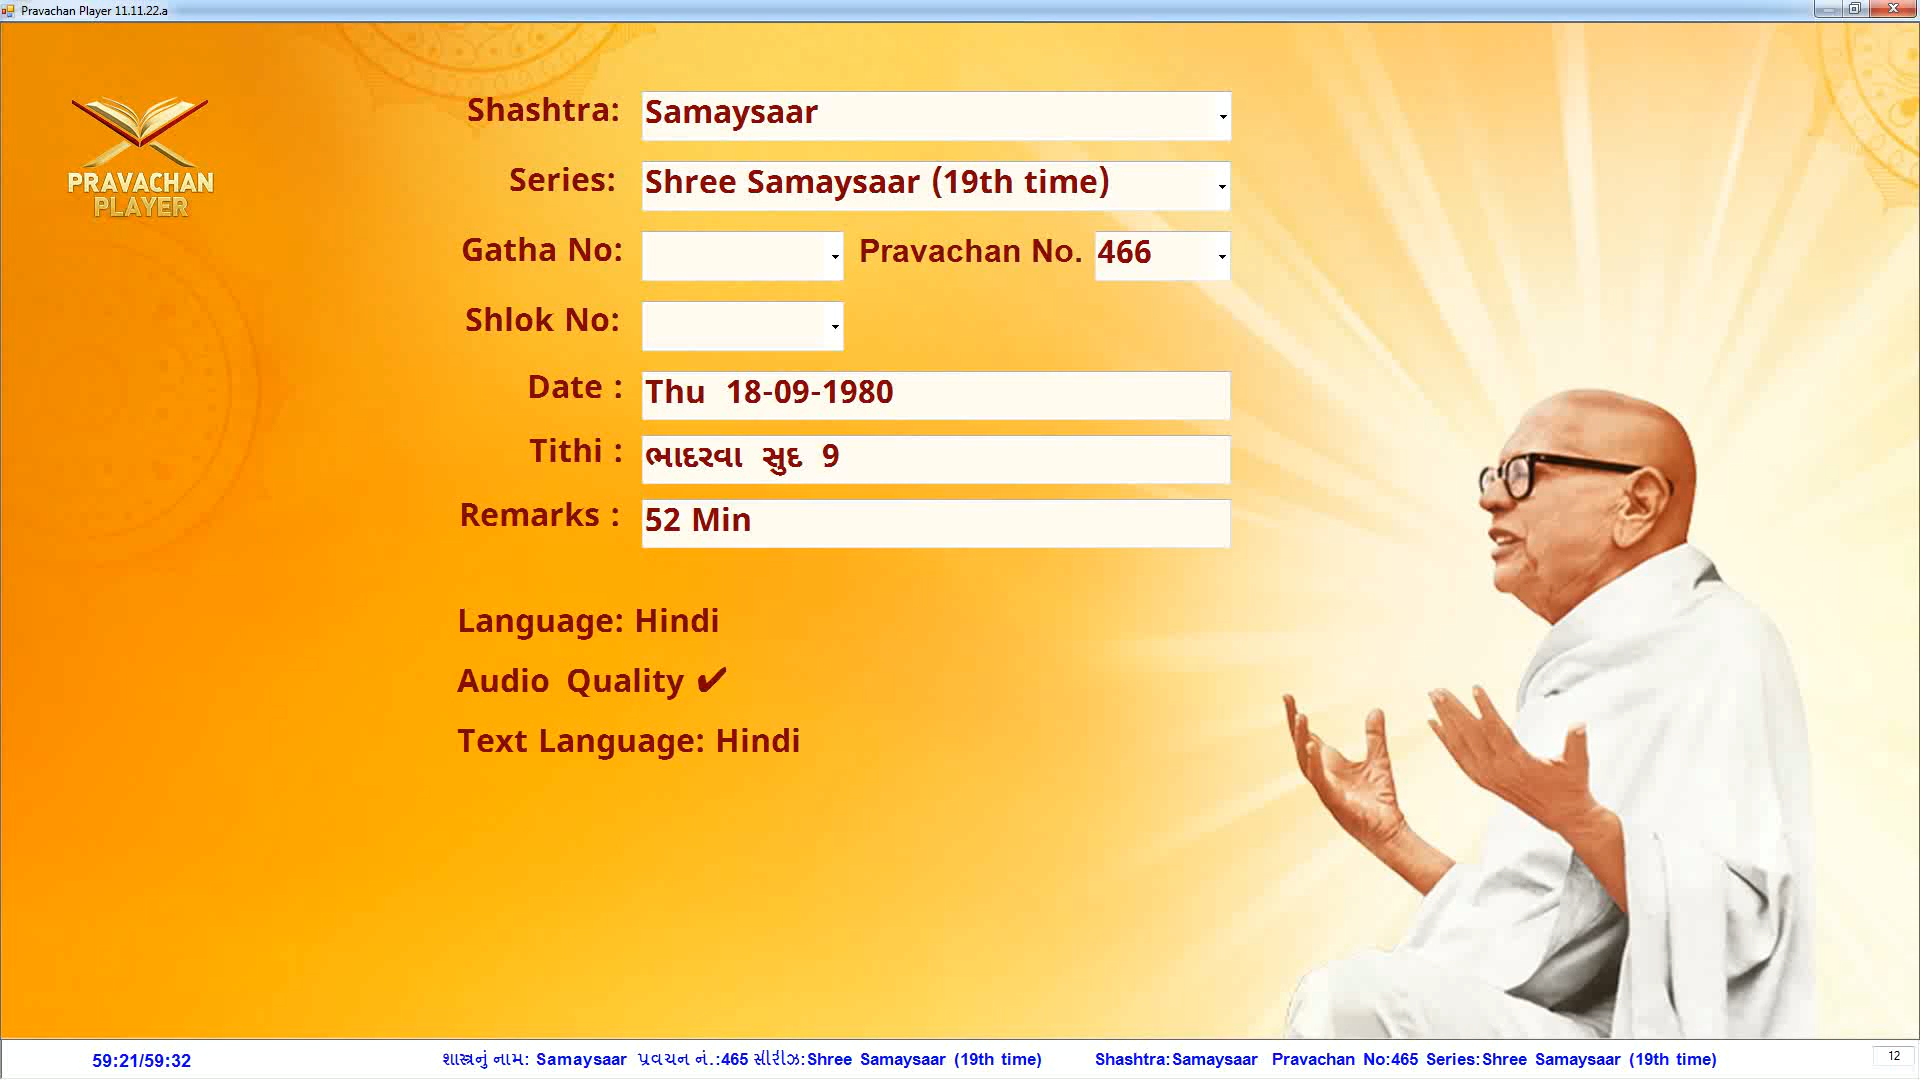 Pravachan Player 11.11.22.a
PRAVACHAN
PLAYER
Shashtra: Samaysaar
Series: Shree Samaysaar (19th time)
Gatha No: Pravachan No. 466
Shlok No:
Date : Thu 18-09-1980
Tithi : ભાદરવા સુદ 9
Remarks : 52 Min
Language: Hindi
Audio Quality ✔
Text Language: Hindi
59:21/59:32 શાસ્ત્રનું નામ: Samaysaar પ્રવચન નં.:465 સીરીઝ:Shree Samaysaar (19th time) Shashtra:Samaysaar Pravachan No:465 Series:Shree Samaysaar (19th time) 12